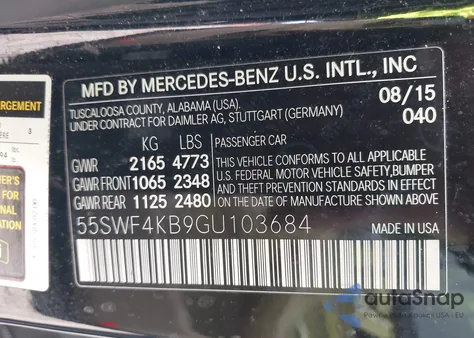 MFD BY MERCEDES-BENZ U.S. INTL., INC
TUSCALOOSA COUNTY, ALABAMA (USA).
UNDER CONTRACT FOR DAIMLER AG, STUTTGART (GERMANY)
08/15
040
KG LBS
GVWR 2165 4773
GAWR FRONT 1065 2348
GAWR REAR 1125 2480
PASSENGER CAR
THIS VEHICLE CONFORMS TO ALL APPLICABLE
U.S. FEDERAL MOTOR VEHICLE SAFETY,BUMPER
AND THEFT PREVENTION STANDARDS IN EFFECT
ON THE DATE OF MANUFACTURE SHOWN ABOVE.
55SWF4KB9GU103684
MADE IN USA
ARGEMENT
3
autoSnap